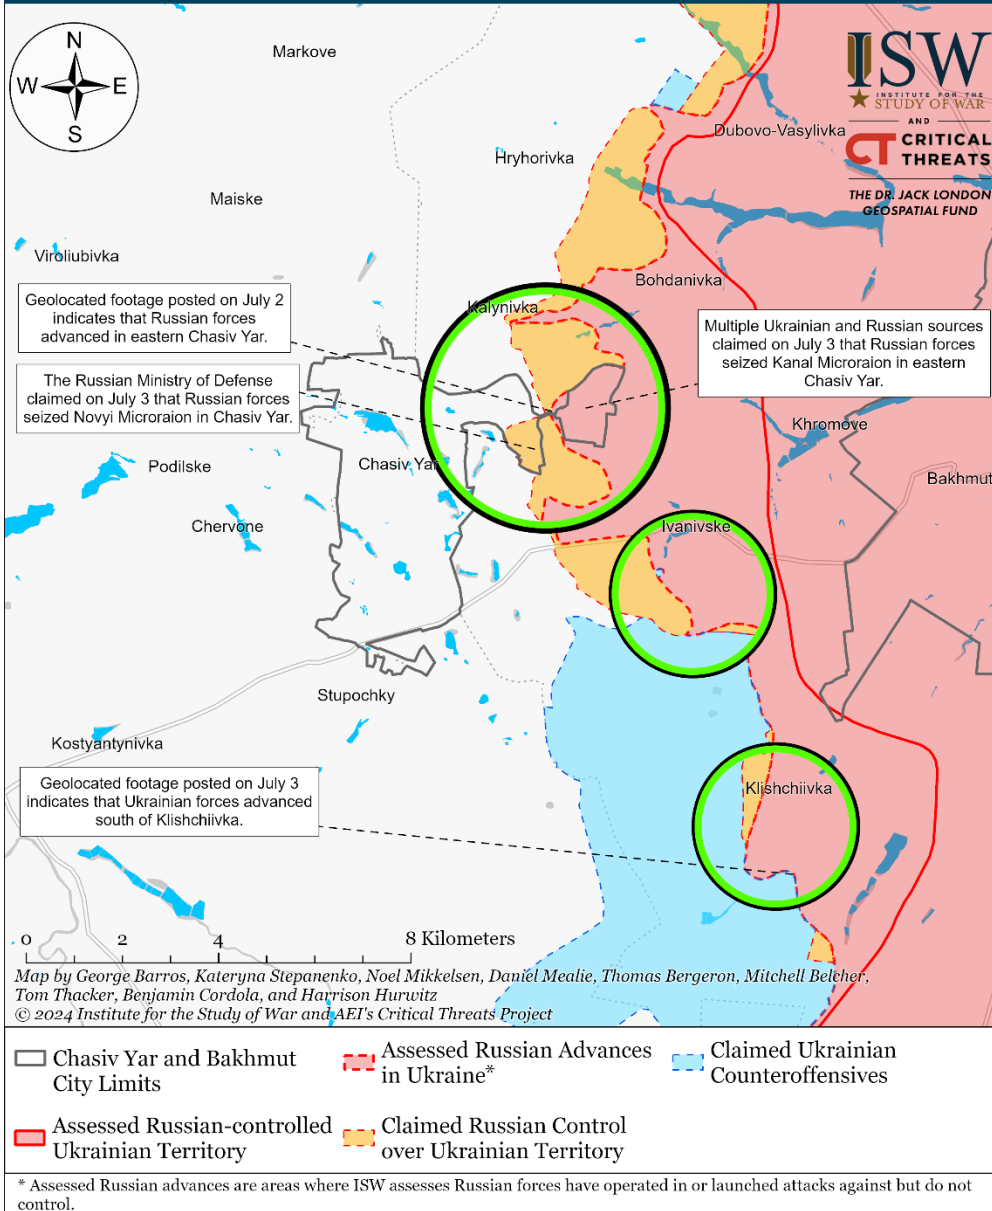 N
W
E
S
Markove
ISW
INSTITUTE FOR THE
STUDY OF WAR
AND
CT CRITICAL
THREATS
THE DR. JACK LONDON
GEOSPATIAL FUND
Dubovo-Vasylivka
Hryhorivka
Maiske
Viroliubivka
Bohdanivka
Kalynivka
Geolocated footage posted on July 2
indicates that Russian forces
advanced in eastern Chasiv Yar.
Multiple Ukrainian and Russian sources
claimed on July 3 that Russian forces
seized Kanal Microraion in eastern
Chasiv Yar.
The Russian Ministry of Defense
claimed on July 3 that Russian forces
seized Novyi Microraion in Chasiv Yar.
Khromove
Podilske
Chasiv Yar
Bakhmut
Chervone
Ivanivske
Stupochky
Kostyantynivka
Geolocated footage posted on July 3
indicates that Ukrainian forces advanced
south of Klishchiivka.
Klishchiivka
0 2 4 8 Kilometers
Map by George Barros, Kateryna Stepanenko, Noel Mikkelsen, Daniel Mealie, Thomas Bergeron, Mitchell Belcher,
Tom Thacker, Benjamin Cordola, and Harrison Hurwitz
© 2024 Institute for the Study of War and AEI's Critical Threats Project
Chasiv Yar and Bakhmut
City Limits
Assessed Russian Advances
in Ukraine*
Claimed Ukrainian
Counteroffensives
Assessed Russian-controlled
Ukrainian Territory
Claimed Russian Control
over Ukrainian Territory
* Assessed Russian advances are areas where ISW assesses Russian forces have operated in or launched attacks against but do not
control.